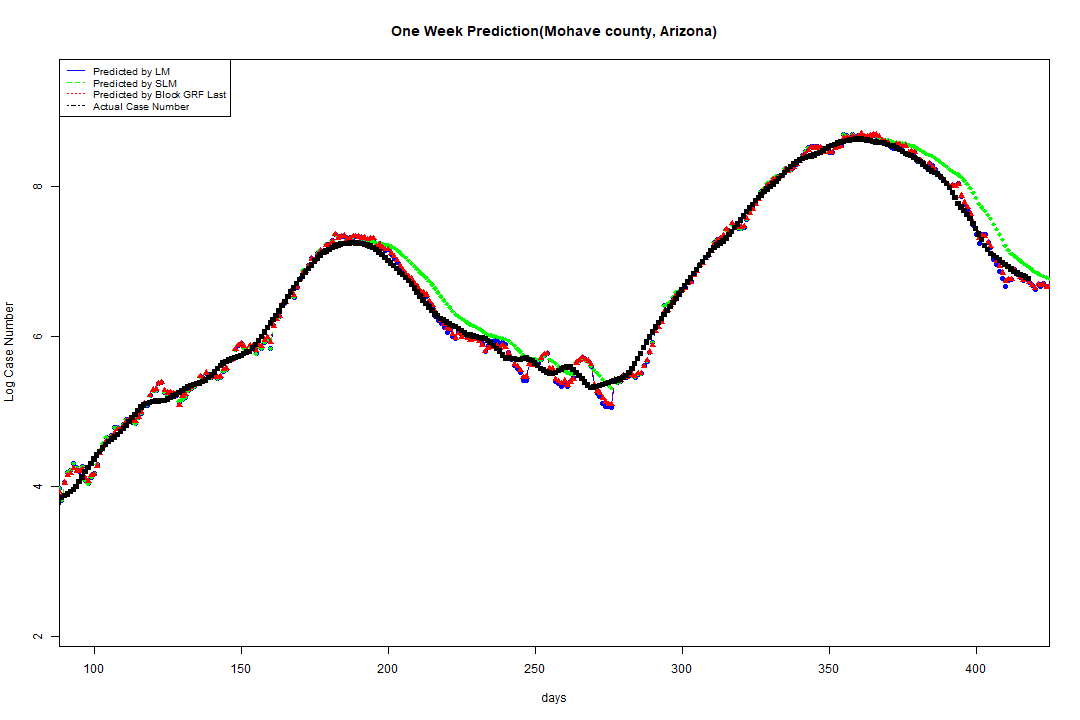 One Week Prediction(Mohave county, Arizona)
Predicted by LM
Predicted by SLM
Predicted by Block GRF Last
Actual Case Number
8
6
4
2
Log Case Number
100 150 200 250 300 350 400
days